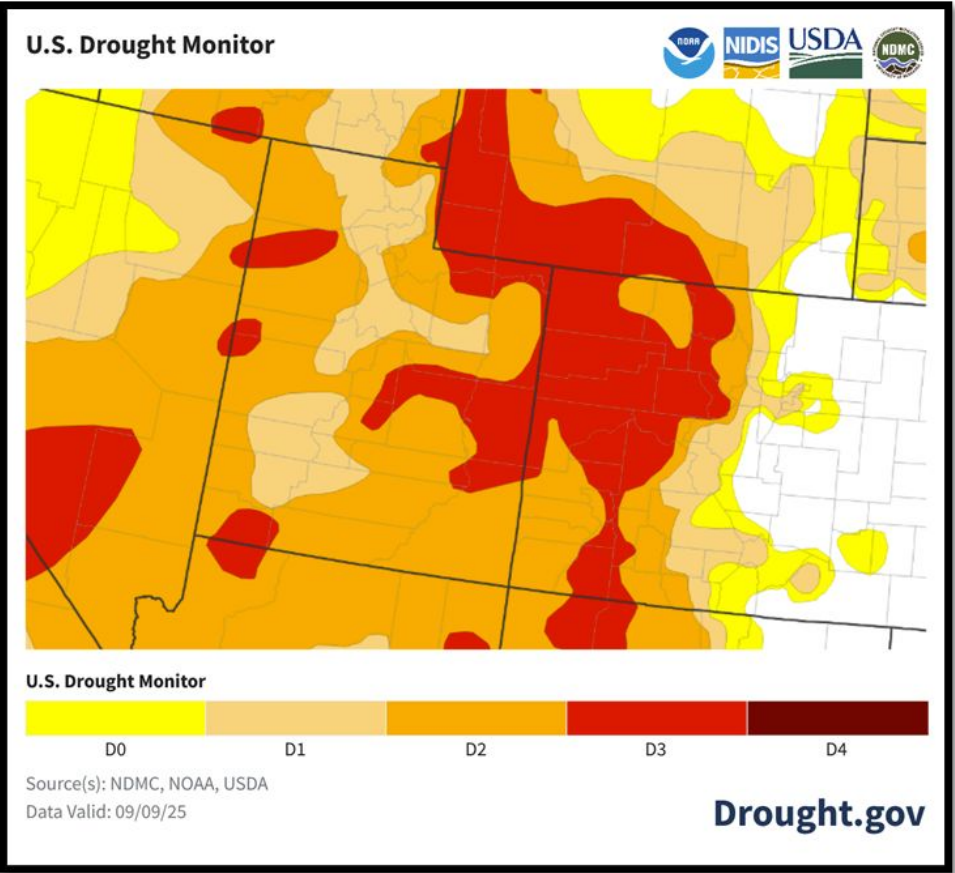 U.S. Drought Monitor
NOAA
NIDIS
USDA
NDMC
U.S. Drought Monitor
D0
D1
D2
D3
D4
Source(s): NDMC, NOAA, USDA
Data Valid: 09/09/25
Drought.gov